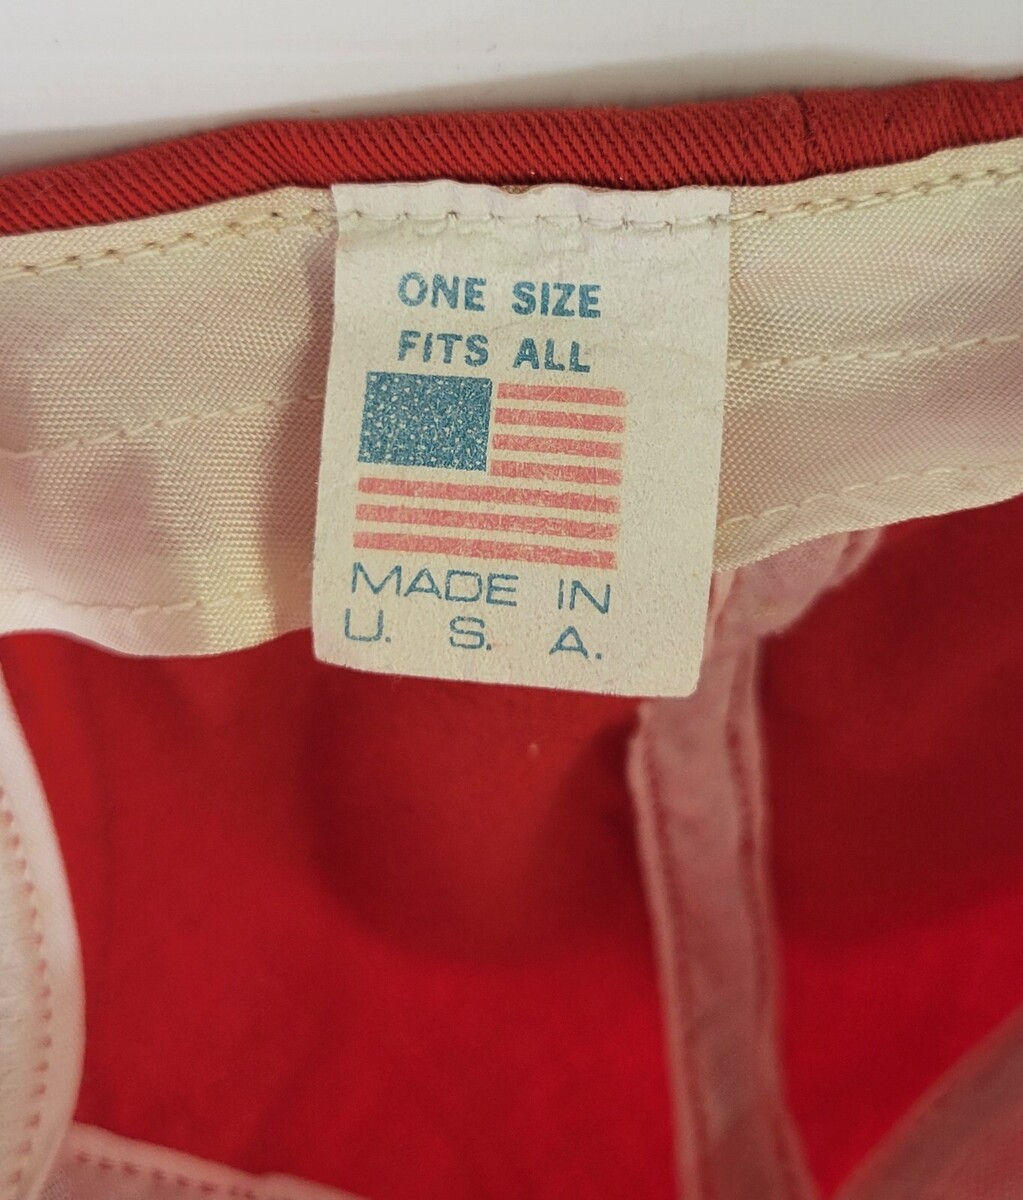 ONE SIZE
FITS ALL
MADE IN
U. S. A.